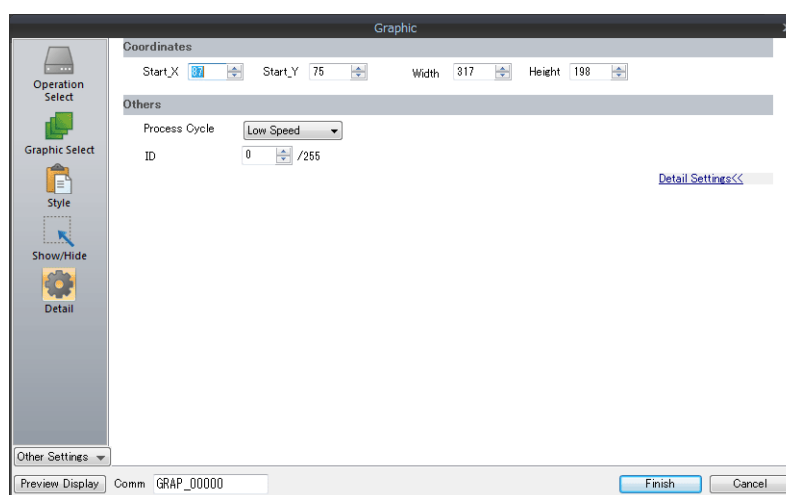 Graphic
Coordinates
Start_X 87 Start_Y 75 Width 317 Height 198
Operation
Select
Others
Process Cycle Low Speed
Graphic Select
ID 0 /255
Detail Settings<<
Style
Show/Hide
Detail
Other Settings
Preview Display Comm GRAP_00000 Finish Cancel